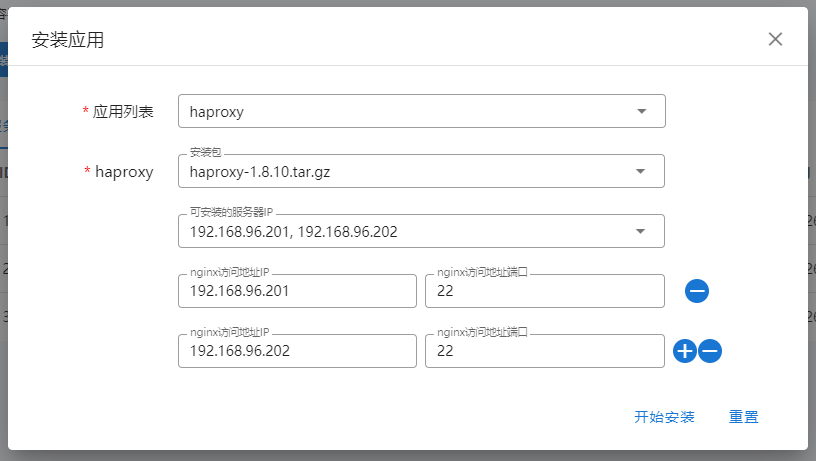 安装应用
* 应用列表
haproxy
* haproxy
安装包
haproxy-1.8.10.tar.gz
可安装的服务器IP
192.168.96.201, 192.168.96.202
nginx访问地址IP
192.168.96.201
nginx访问地址端口
22
nginx访问地址IP
192.168.96.202
nginx访问地址端口
22
开始安装
重置